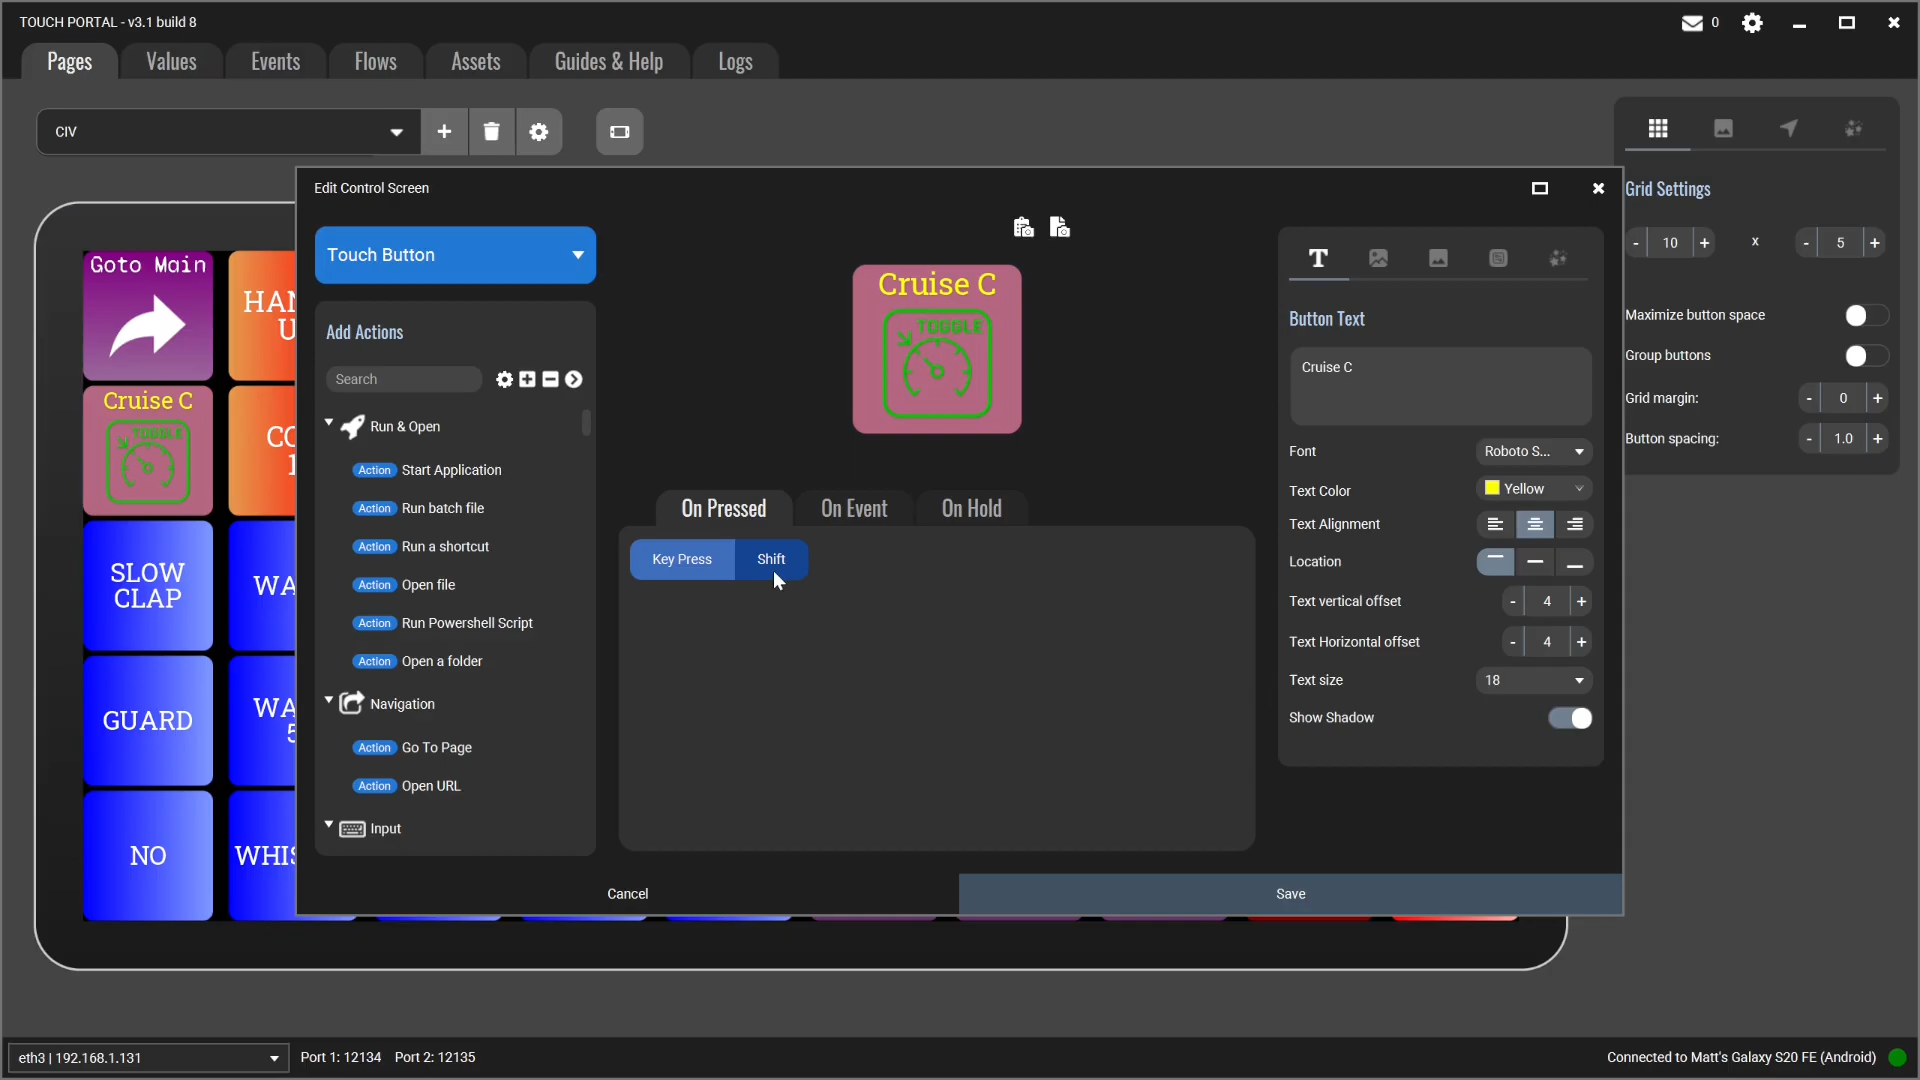 TOUCH PORTAL - v3.1 build 8
0
Pages
Values
Events
Flows
Assets
Guides & Help
Logs
CIV
Edit Control Screen
Touch Button
Add Actions
Search
Run & Open
Action Start Application
Action Run batch file
Action Run a shortcut
Action Open file
Action Run Powershell Script
Action Open a folder
Navigation
Action Go To Page
Action Open URL
Input
Cruise C
TOGGLE
On Pressed
On Event
On Hold
Key Press Shift
T
Button Text
Cruise C
Font Roboto S...
Text Color Yellow
Text Alignment
Location
Text vertical offset - 4 +
Text Horizontal offset - 4 +
Text size 18
Show Shadow
Cancel
Save
Grid Settings
- 10 + x - 5 +
Maximize button space
Group buttons
Grid margin: - 0 +
Button spacing: - 1.0 +
Goto Main
Cruise C
TOGGLE
SLOW
CLAP
GUARD
NO
HAN
U
CO
WA
WA
5
WHIS
eth3 | 192.168.1.131
Port 1: 12134 Port 2: 12135
Connected to Matt's Galaxy S20 FE (Android)